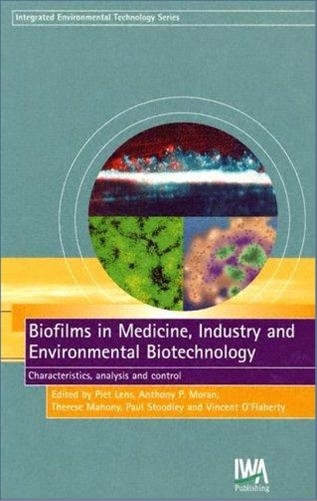 Integrated Environmental Technology Series
Biofilms in Medicine, Industry and
Environmental Biotechnology
Characteristics, analysis and control
Edited by Piet Lens, Anthony P. Moran,
Therese Mahony, Paul Stoodley and Vincent O'Flaherty
IWA
Publishing